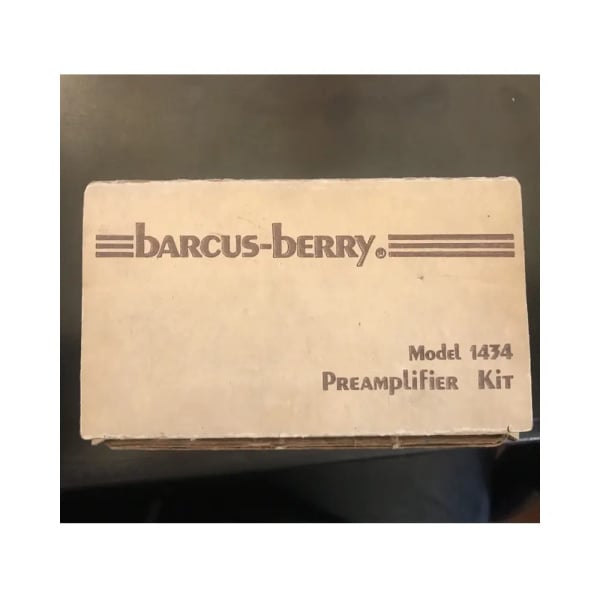 barcus-berry®
Model 1434
Preamplifier Kit